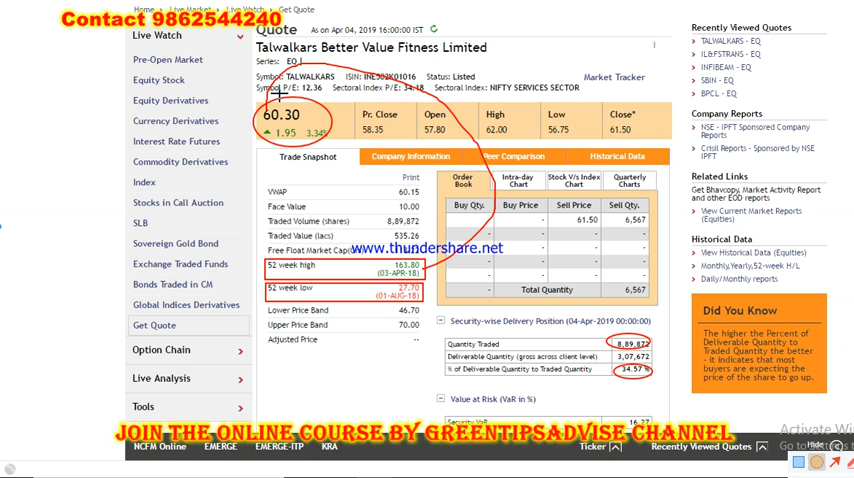 Home › Live Market › Live Watch › Get Quote
Contact 9862544240
Quote As on Apr 04, 2019 16:00:00 IST
Live Watch
Talwalkars Better Value Fitness Limited
Series: EQ
Symbol: TALWALKARS ISIN: INE502K01016 Status: Listed
Market Tracker
Symbol P/E: 12.36 Sectoral Index P/E: 34.18 Sectoral Index: NIFTY SERVICES SECTOR
60.30
1.95 3.34%
Pr. Close Open High Low Close*
58.35 57.80 62.00 56.75 61.50
Pre-Open Market
Equity Stock
Equity Derivatives
Currency Derivatives
Interest Rate Futures
Commodity Derivatives
Index
Stocks in Call Auction
SLB
Sovereign Gold Bond
Exchange Traded Funds
Bonds Traded in CM
Global Indices Derivatives
Get Quote
Option Chain
Live Analysis
Tools
Trade Snapshot Company Information Peer Comparison Historical Data
Print
VWAP 60.15
Face Value 10.00
Traded Volume (shares) 8,89,872
Traded Value (lacs) 535.26
Free Float Market Cap
www.thundershare.net
52 week high 163.80
(03-APR-18)
52 week low 27.70
(01-AUG-18)
Lower Price Band 46.70
Upper Price Band 70.00
Adjusted Price --
Order Book
Intra-day Chart
Stock V/s Index Chart
Quarterly Charts
Buy Qty. Buy Price Sell Price Sell Qty.
- - 61.50 6,567
- - - -
- - -
- - - -
- Total Quantity 6,567
Security-wise Delivery Position (04-Apr-2019 00:00:00)
Quantity Traded 8,89,872
Deliverable Quantity (gross across client level) 3,07,672
% of Deliverable Quantity to Traded Quantity 34.57 %
Value at Risk (VaR in %)
Security VaR 16.27
Recently Viewed Quotes
TALWALKARS - EQ
IL&FSTRANS - EQ
INFIBEAM - EQ
SBIN - EQ
BPCL - EQ
Company Reports
NSE - IPFT Sponsored Company
Reports
Crisil Reports - Sponsored by NSE
IPFT
Related Links
Get Bhavcopy, Market Activity Report
and other EOD reports
View Current Market Reports
(Equities)
Historical Data
View Historical Data (Equities)
Monthly,Yearly,52-week H/L
Daily/Monthly reports
Did You Know
The higher the Percent of
Deliverable Quantity to
Traded Quantity the better
- it indicates that most
buyers are expecting the
price of the share to go up.
JOIN THE ONLINE COURSE BY GREENTIPSADVISE CHANNEL
Activate Wi
Go to Settings t
NCFM Online EMERGE EMERGE-ITP KRA Ticker Recently Viewed Quotes Hide